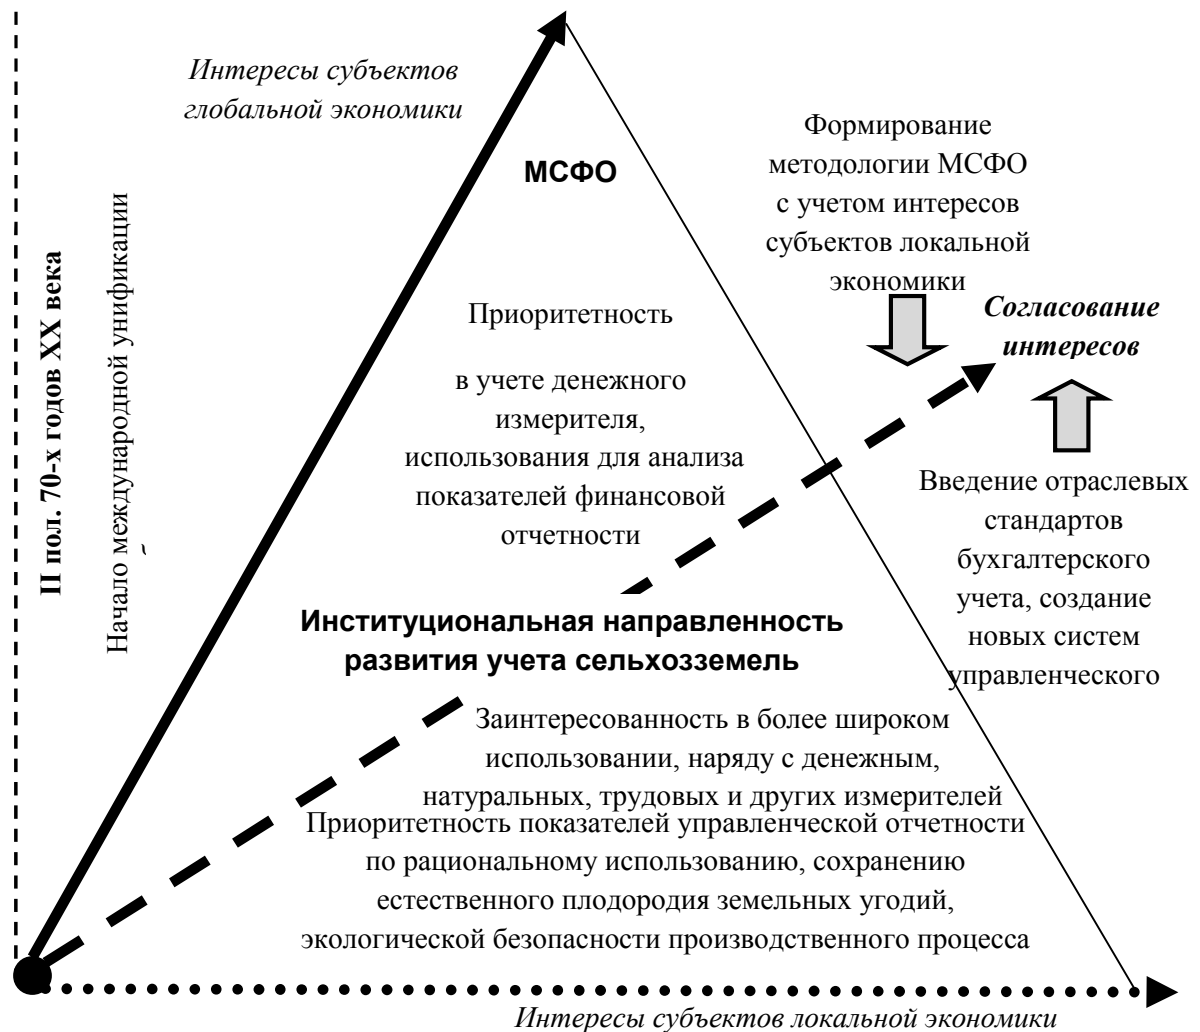 Интересы субъектов
глобальной экономики
МСФО
Формирование
методологии МСФО
с учетом интересов
субъектов локальной
экономики
Согласование
интересов
II пол. 70-х годов XX века
Начало международной унификации
Приоритетность
в учете денежного
измерителя,
использования для анализа
показателей финансовой
отчетности
Введение отраслевых
стандартов
бухгалтерского
учета, создание
новых систем
управленческого
Институциональная направленность
развития учета сельхозземель
Заинтересованность в более широком
использовании, наряду с денежным,
натуральных, трудовых и других измерителей
Приоритетность показателей управленческой отчетности
по рациональному использованию, сохранению
естественного плодородия земельных угодий,
экологической безопасности производственного процесса
Интересы субъектов локальной экономики